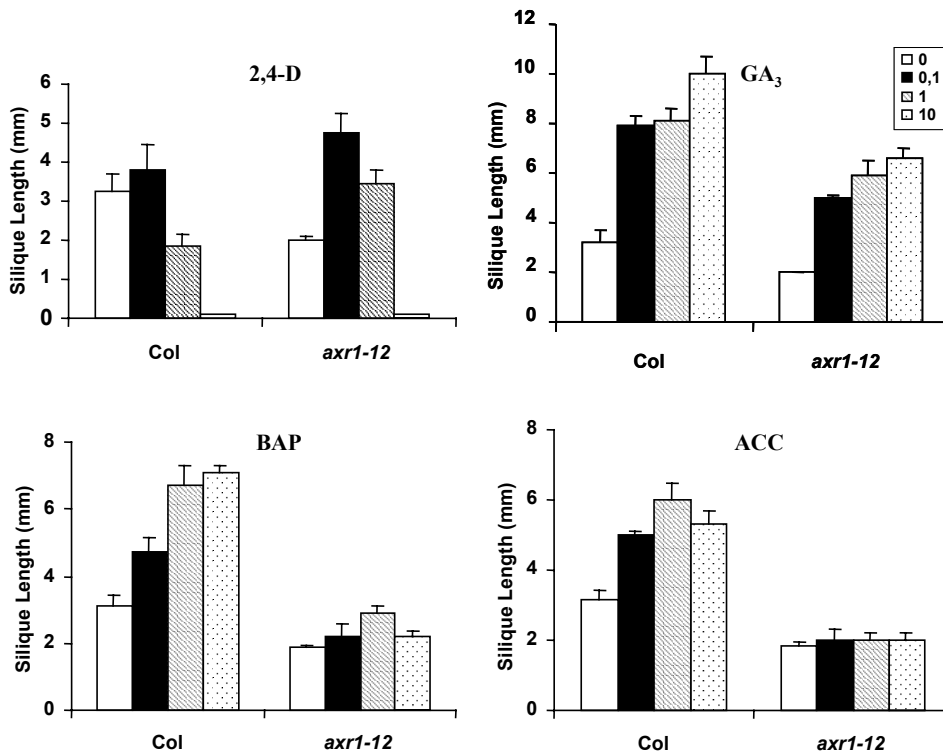 2,4-D
Silique Length (mm)
6
5
4
3
2
1
0
Col
axr1-12
GA3
Silique Length (mm)
12
10
8
6
4
2
0
Col
axr1-12
0
0,1
1
10
BAP
Silique Length (mm)
8
6
4
2
0
Col
axr1-12
ACC
Silique Length (mm)
8
6
4
2
0
Col
axr1-12